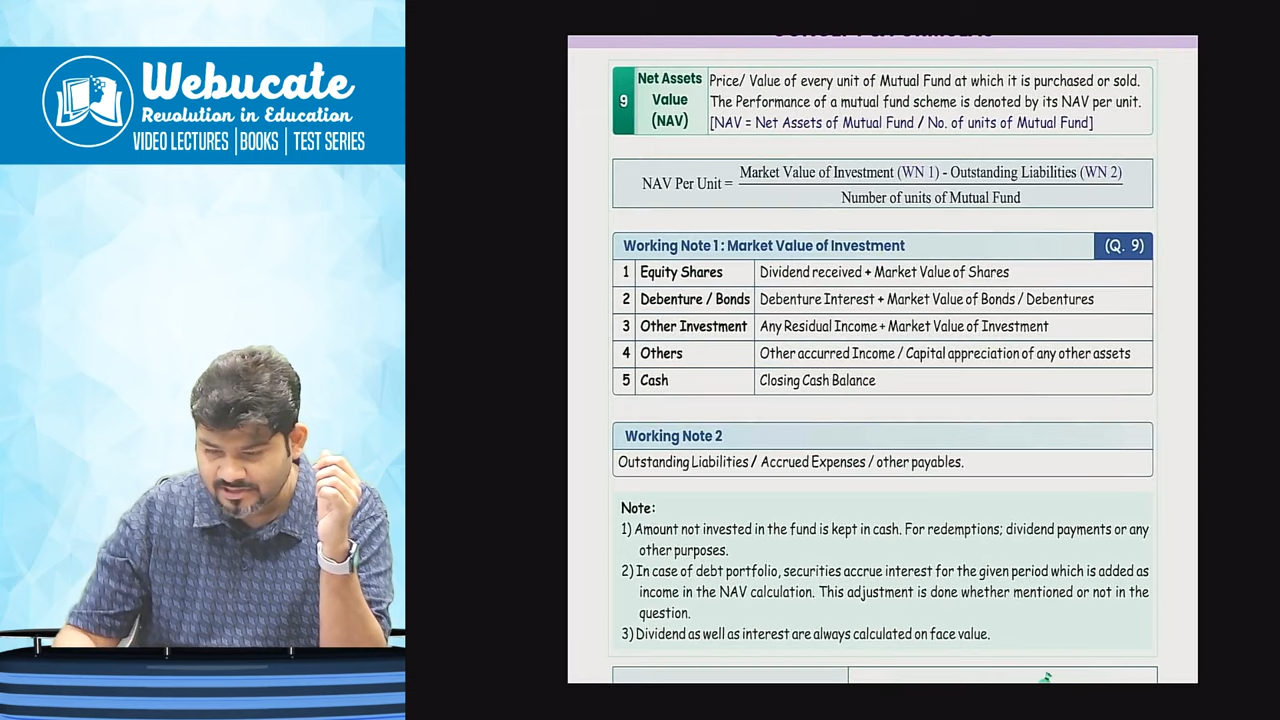 Webucate
Revolution in Education
VIDEO LECTURES | BOOKS | TEST SERIES
9
Net Assets Value (NAV)
Price/ Value of every unit of Mutual Fund at which it is purchased or sold.
The Performance of a mutual fund scheme is denoted by its NAV per unit.
[NAV = Net Assets of Mutual Fund / No. of units of Mutual Fund]
NAV Per Unit = Market Value of Investment (WN 1) - Outstanding Liabilities (WN 2)
Number of units of Mutual Fund
Working Note 1 : Market Value of Investment (Q. 9)
1 Equity Shares Dividend received + Market Value of Shares
2 Debenture / Bonds Debenture Interest + Market Value of Bonds / Debentures
3 Other Investment Any Residual Income + Market Value of Investment
4 Others Other accurred Income / Capital appreciation of any other assets
5 Cash Closing Cash Balance
Working Note 2
Outstanding Liabilities / Accrued Expenses / other payables.
Note:
1) Amount not invested in the fund is kept in cash. For redemptions; dividend payments or any
other purposes.
2) In case of debt portfolio, securities accrue interest for the given period which is added as
income in the NAV calculation. This adjustment is done whether mentioned or not in the
question.
3) Dividend as well as interest are always calculated on face value.